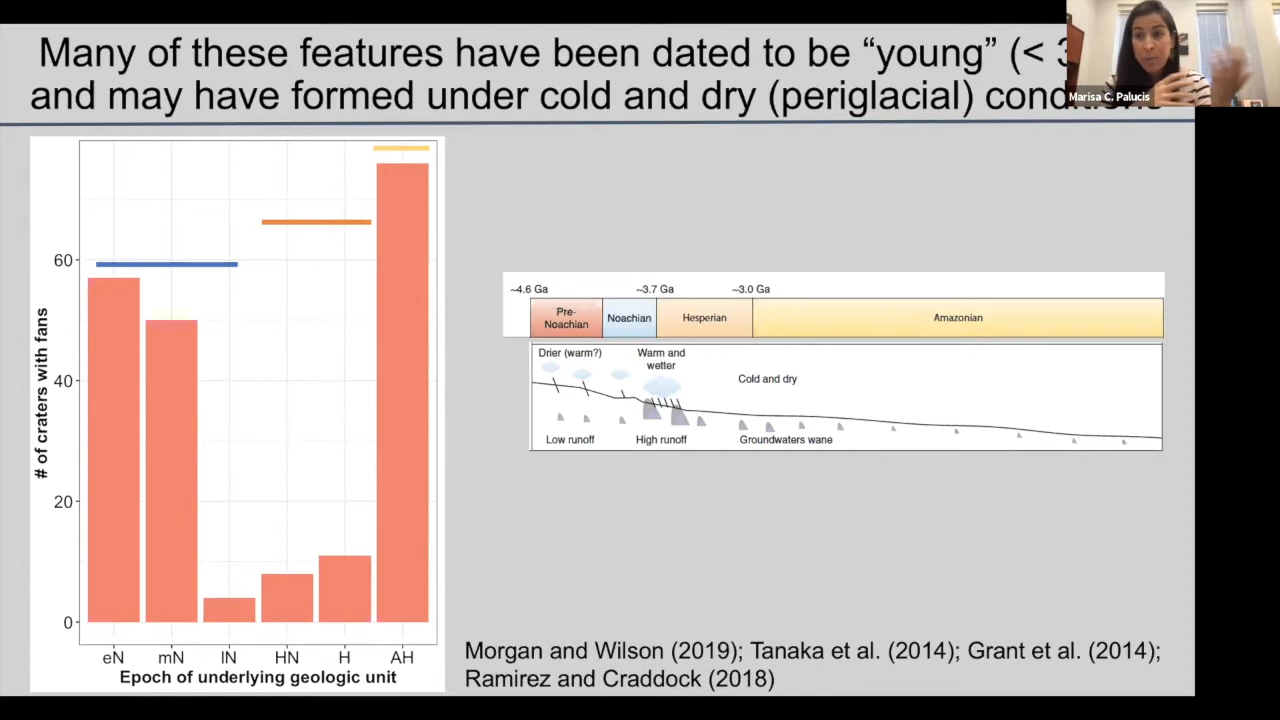 Many of these features have been dated to be “young” (<
and may have formed under cold and dry (periglacial)
Marisa C. Palucis
60
40
20
0
# of craters with fans
eN mN lN HN H AH
Epoch of underlying geologic unit
~4.6 Ga ~3.7 Ga ~3.0 Ga
Pre-
Noachian
Noachian
Hesperian
Amazonian
Drier (warm?)
Warm and
wetter
Cold and dry
Low runoff
High runoff
Groundwaters wane
Morgan and Wilson (2019); Tanaka et al. (2014); Grant et al. (2014);
Ramirez and Craddock (2018)